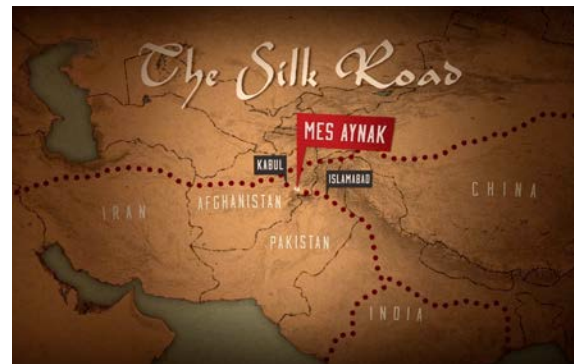 The Silk Road
MES AYNAK
KABUL
ISLAMABAD
CHINA
AFGHANISTAN
IRAN
PAKISTAN
INDIA